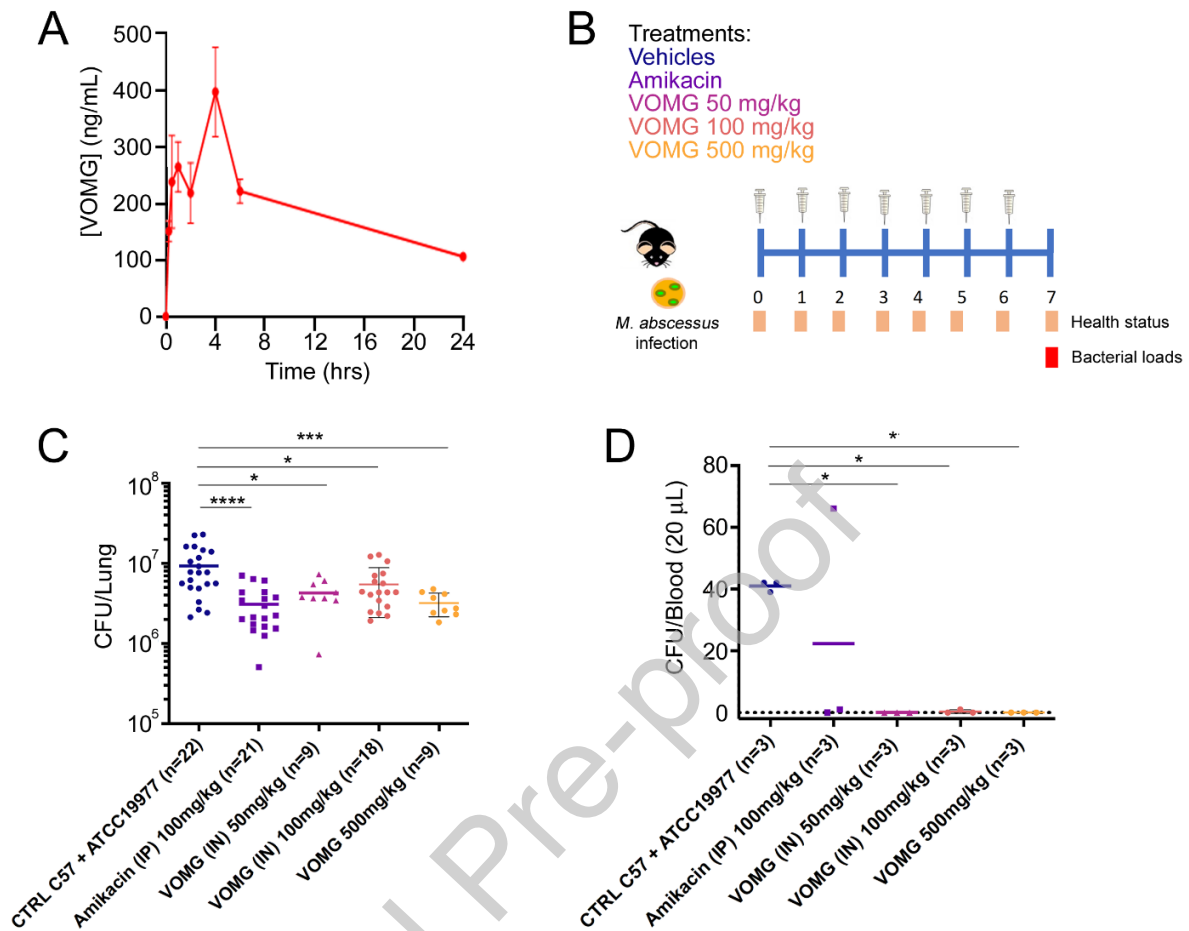 A
500
400
300
200
100
0
[VOMG] (ng/mL)
0
4
8
12
16
20
24
Time (hrs)
B
Treatments:
Vehicles
Amikacin
VOMG 50 mg/kg
VOMG 100 mg/kg
VOMG 500 mg/kg
0 1 2 3 4 5 6 7
M. abscessus
infection
Health status
Bacterial loads
C
***
*
*
****
10^8
10^7
10^6
10^5
CFU/Lung
CTRL C57 + ATCC19977 (n=22)
Amikacin (IP) 100mg/kg (n=21)
VOMG (IN) 50mg/kg (n=9)
VOMG (IN) 100mg/kg (n=18)
VOMG 500mg/kg (n=9)
D
*
*
*
80
60
40
20
0
CFU/Blood (20 µL)
CTRL C57 + ATCC19977 (n=3)
Amikacin (IP) 100mg/kg (n=3)
VOMG (IN) 50mg/kg (n=3)
VOMG (IN) 100mg/kg (n=3)
VOMG 500mg/kg (n=3)
Pre-proof